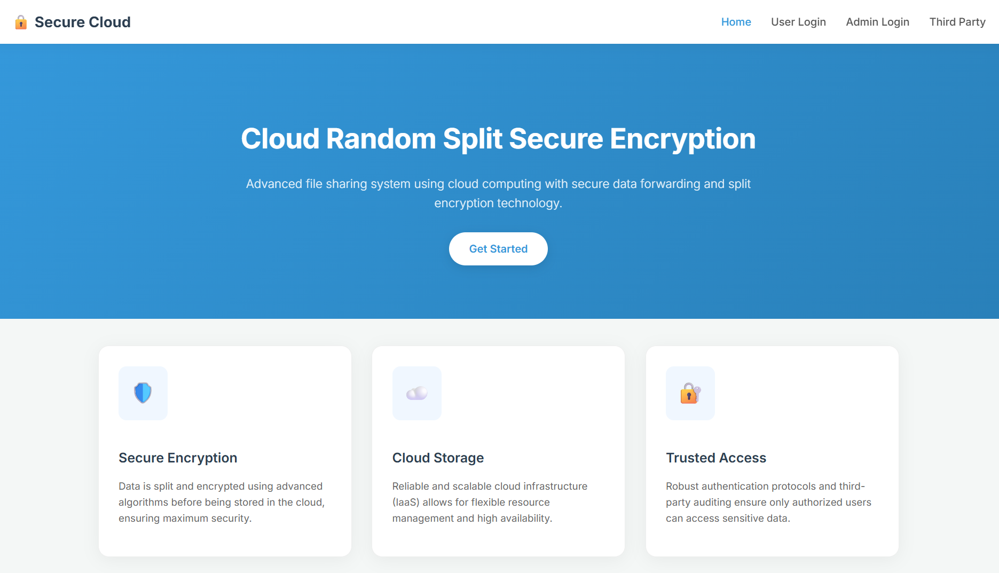 Secure Cloud
Home
User Login
Admin Login
Third Party
Cloud Random Split Secure Encryption
Advanced file sharing system using cloud computing with secure data forwarding and split
encryption technology.
Get Started
Secure Encryption
Data is split and encrypted using advanced
algorithms before being stored in the cloud,
ensuring maximum security.
Cloud Storage
Reliable and scalable cloud infrastructure
(IaaS) allows for flexible resource
management and high availability.
Trusted Access
Robust authentication protocols and third-
party auditing ensure only authorized users
can access sensitive data.